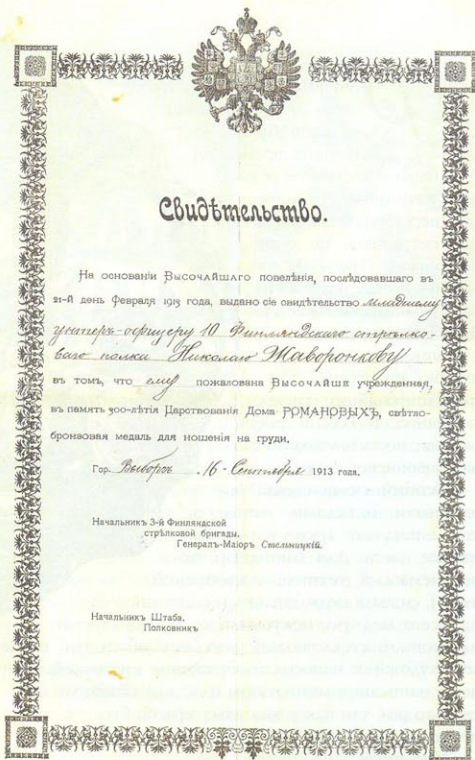 Свидѣтельство.
На основаніи Высочайшаго повелѣнія, послѣдовавшаго въ
21-й день Февраля 1913 года, выдано сіе свидѣтельство младшему
унтеръ-офицеру 10 Финляндскаго стрѣлко-
ваго полка Николаю Жаворонкову
въ томъ, что ему пожалована Высочайше учрежденная,
въ память 300-лѣтія Царствованія Дома РОМАНОВЫХЪ, свѣтло-
бронзовая медаль для ношенія на груди.
Гор. Выборгъ. 16 Сентября 1913 года.
Начальникъ 3-й Финляндской
стрѣлковой бригады,
Генералъ-Маіоръ Стельницкій.
Начальникъ Штаба,
Полковникъ